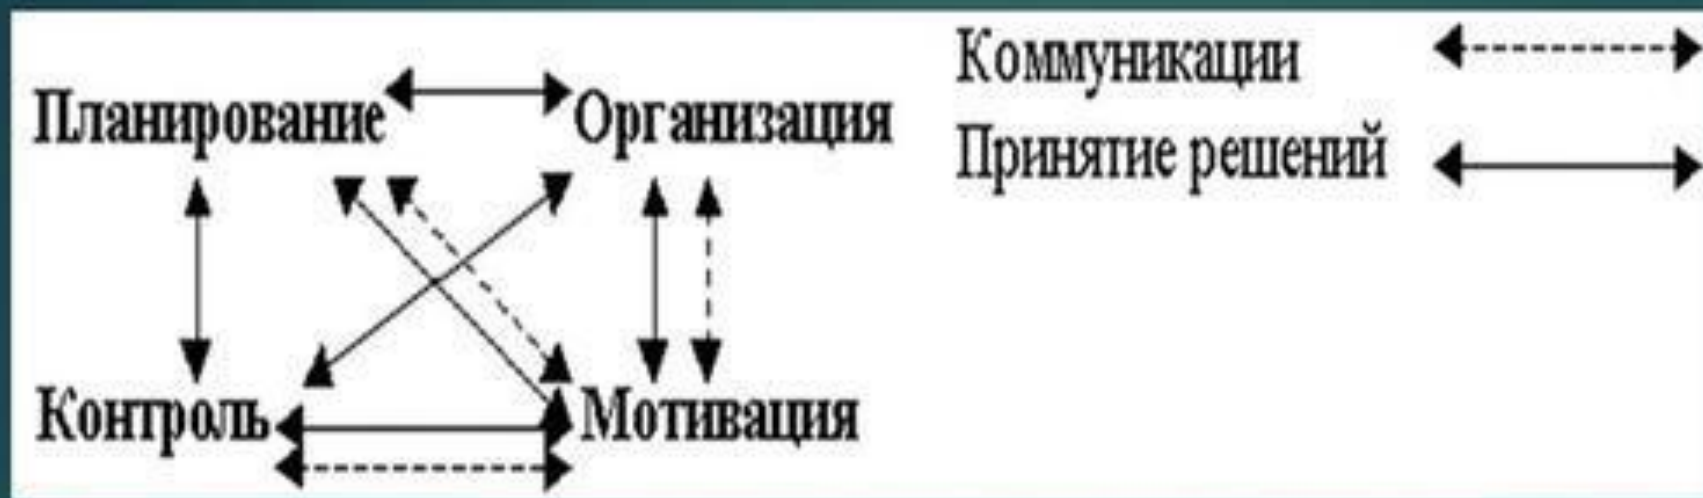 Планирование Организация
Контроль Мотивация
Коммуникации
Принятие решений